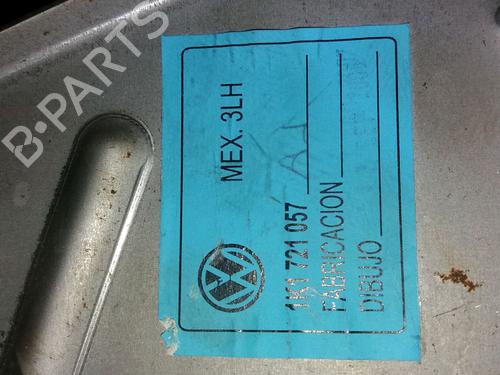 B-PARTS
MEX. 3LH
1K1 721 057
FABRICACION
DIBUJO